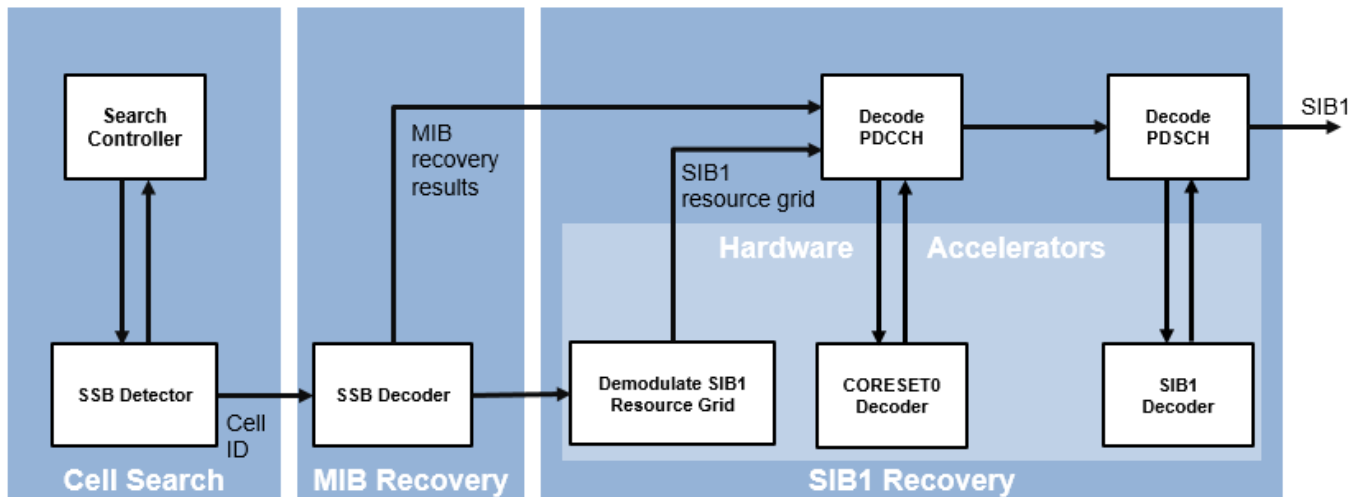 Search
Controller
SSB Detector
Cell
ID
Cell Search
MIB
recovery
results
SSB Decoder
MIB Recovery
SIB1
resource grid
Decode
PDCCH
Decode
PDSCH
SIB1
Hardware Accelerators
Demodulate SIB1
Resource Grid
CORESET0
Decoder
SIB1
Decoder
SIB1 Recovery